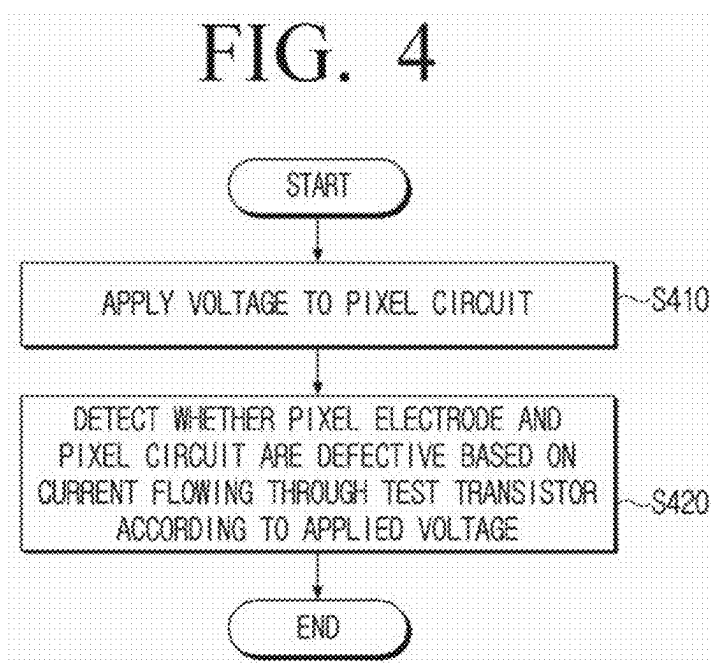 FIG. 4
START
APPLY VOLTAGE TO PIXEL CIRCUIT
S410
DETECT WHETHER PIXEL ELECTRODE AND
PIXEL CIRCUIT ARE DEFECTIVE BASED ON
CURRENT FLOWING THROUGH TEST TRANSISTOR
ACCORDING TO APPLIED VOLTAGE
S420
END